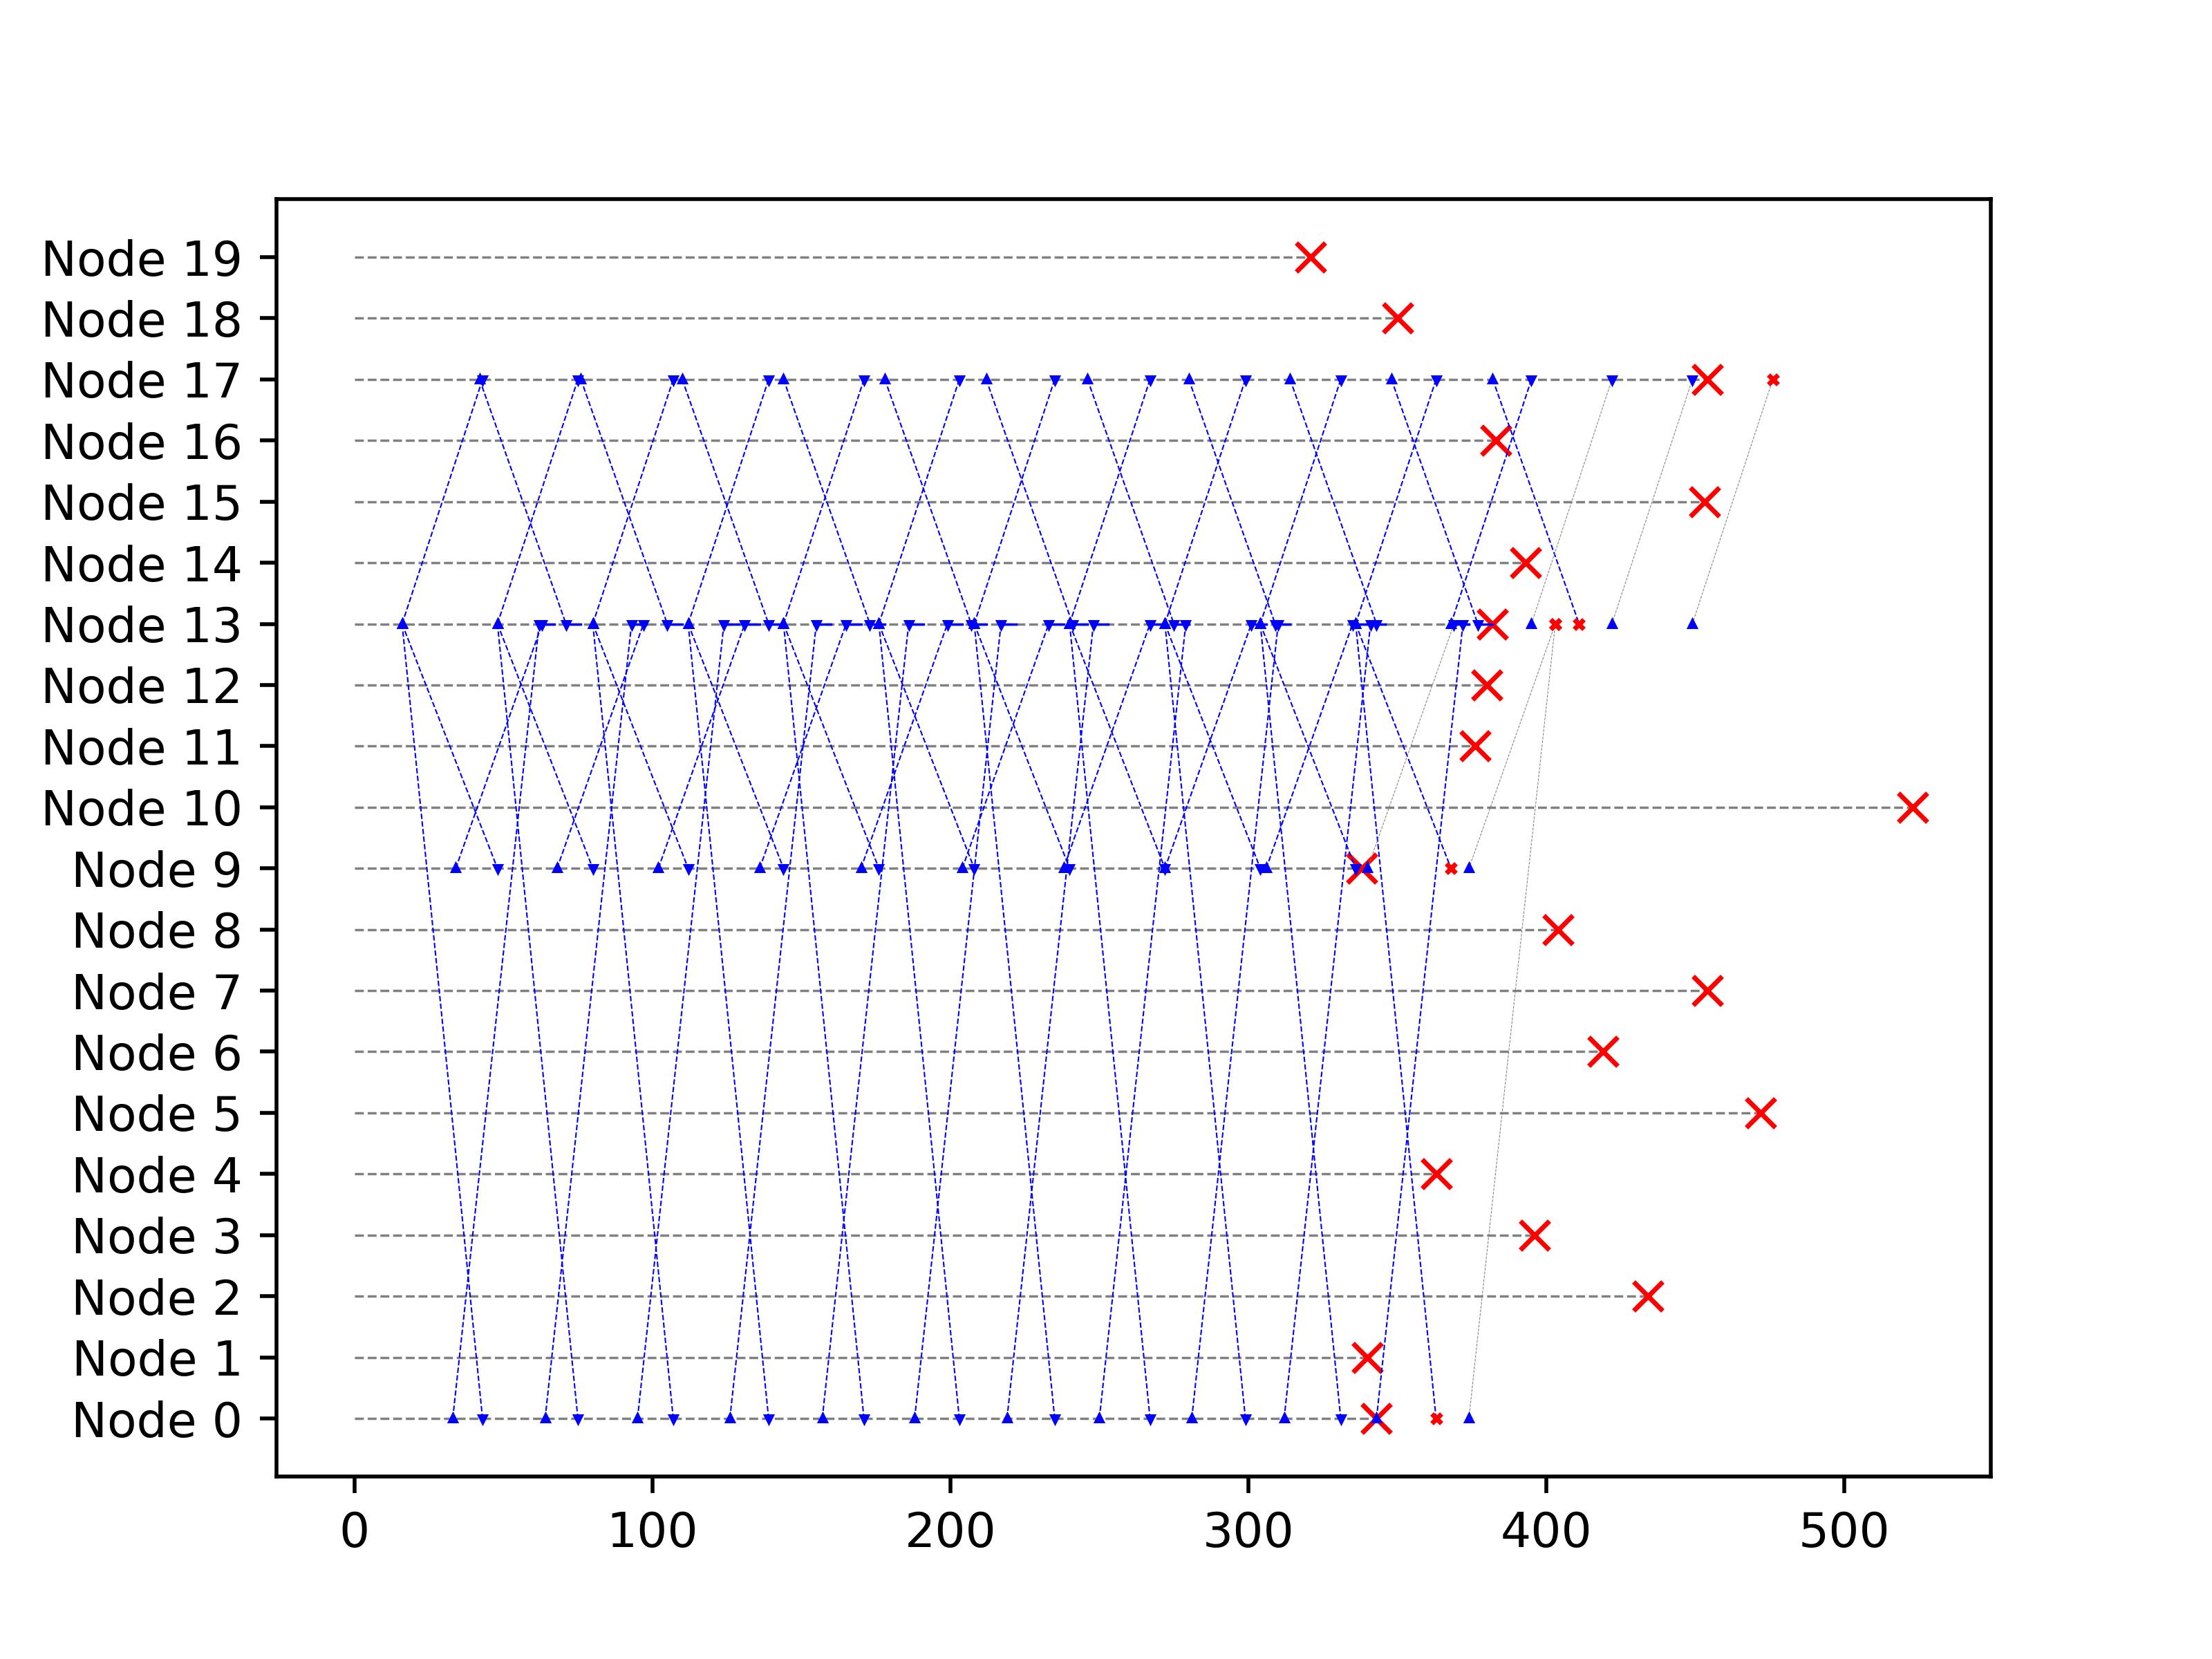 Node 19
Node 18
Node 17
Node 16
Node 15
Node 14
Node 13
Node 12
Node 11
Node 10
Node 9
Node 8
Node 7
Node 6
Node 5
Node 4
Node 3
Node 2
Node 1
Node 0
0 100 200 300 400 500